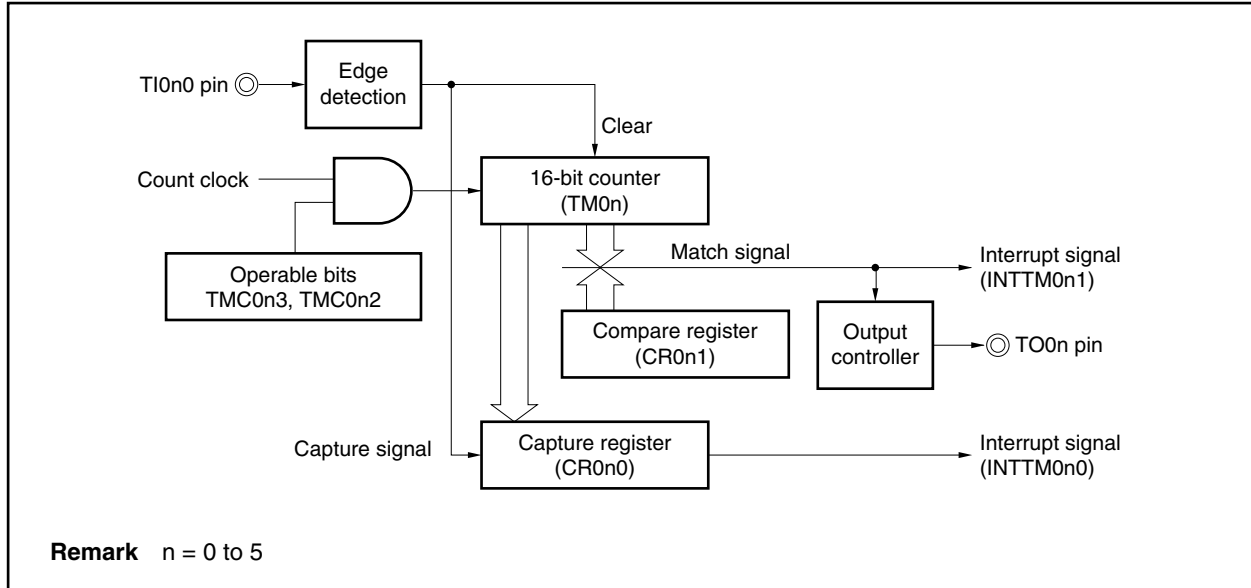 TI0n0 pin
Edge
detection
Clear
Count clock
16-bit counter
(TM0n)
Operable bits
TMC0n3, TMC0n2
Match signal
Interrupt signal
(INTTM0n1)
Compare register
(CR0n1)
Output
controller
TO0n pin
Capture signal
Capture register
(CR0n0)
Interrupt signal
(INTTM0n0)
Remark n = 0 to 5